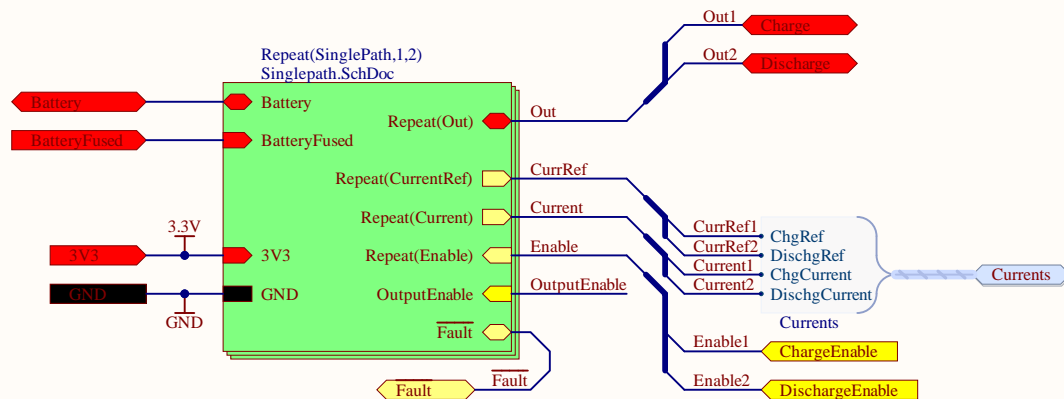 Repeat(SinglePath,1,2)
Singlepath.SchDoc
Out1
Charge
Out2
Discharge
Battery
Battery
Repeat(Out)
Out
BatteryFused
BatteryFused
Repeat(CurrentRef)
CurrRef
Repeat(Current)
Current
3.3V
3V3
3V3
Repeat(Enable)
Enable
GND
GND
GND
OutputEnable
OutputEnable
Fault
Fault
Fault
CurrRef1
ChgRef
CurrRef2
DischgRef
Current1
ChgCurrent
Current2
DischgCurrent
Currents
Currents
Enable1
ChargeEnable
Enable2
DischargeEnable